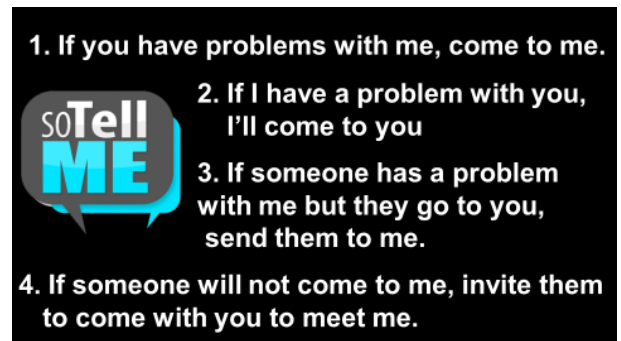 1. If you have problems with me, come to me.
soTell
ME
2. If I have a problem with you,
I'll come to you
3. If someone has a problem
with me but they go to you,
send them to me.
4. If someone will not come to me, invite them
to come with you to meet me.